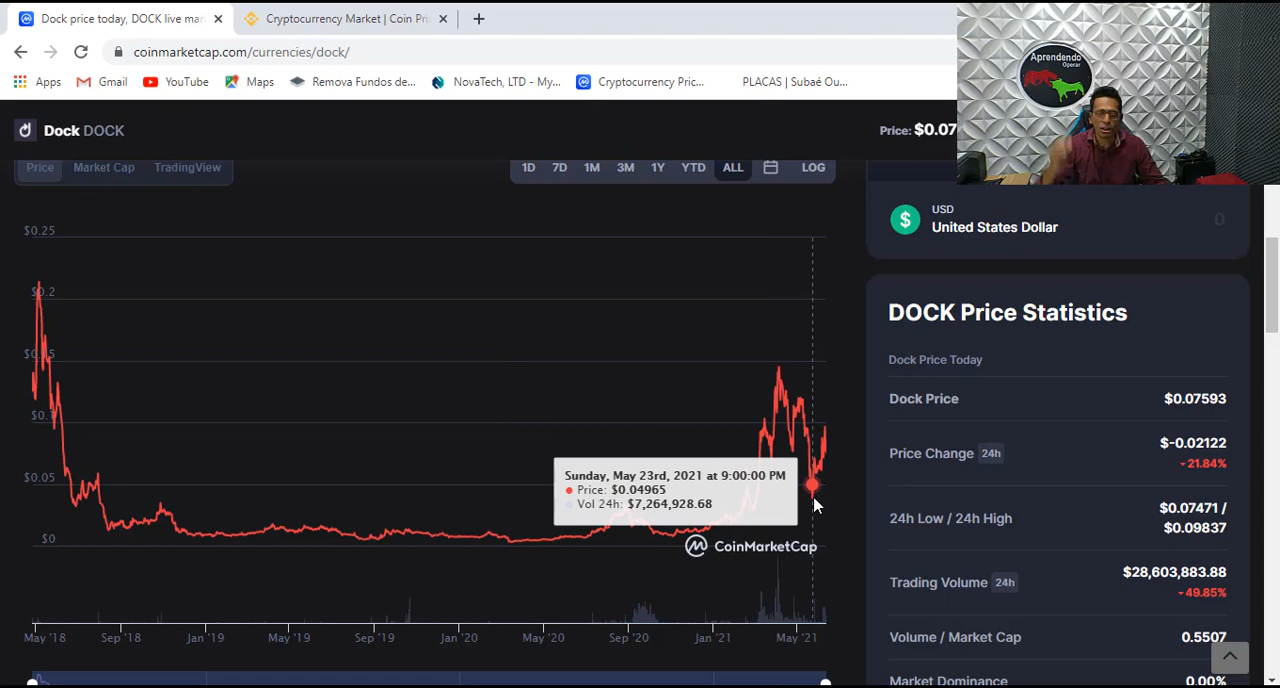 Dock price today, DOCK live mar
Cryptocurrency Market | Coin Pri
coinmarketcap.com/currencies/dock/
Apps
Gmail
YouTube
Maps
Remova Fundos de...
NovaTech, LTD - My...
Cryptocurrency Pric...
PLACAS | Subaé Ou...
Aprendendo
Operar
Dock DOCK
Price: $0.07
Price
Market Cap
TradingView
1D
7D
1M
3M
1Y
YTD
ALL
LOG
USD
United States Dollar
0
$0.25
$0.2
$0.15
$0.1
$0.05
$0
Sunday, May 23rd, 2021 at 9:00:00 PM
Price: $0.04965
Vol 24h: $7,264,928.68
CoinMarketCap
May '18
Sep '18
Jan '19
May '19
Sep '19
Jan '20
May '20
Sep '20
Jan '21
May '21
DOCK Price Statistics
Dock Price Today
Dock Price
$0.07593
Price Change 24h
$-0.02122
21.84%
24h Low / 24h High
$0.07471 /
$0.09837
Trading Volume 24h
$28,603,883.88
49.85%
Volume / Market Cap
0.5507
Market Dominance
0.00%